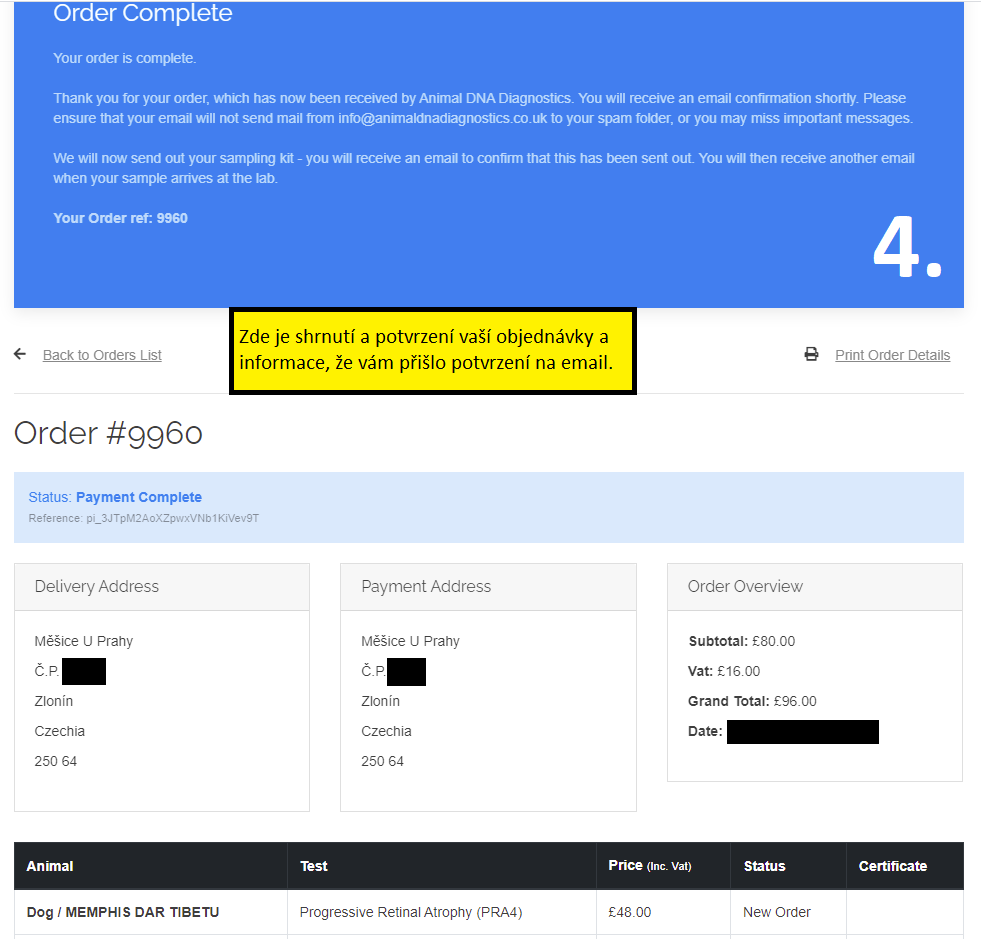 Order Complete
Your order is complete.
Thank you for your order, which has now been received by Animal DNA Diagnostics. You will receive an email confirmation shortly. Please
ensure that your email will not send mail from info@animaldnadiagnostics.co.uk to your spam folder, or you may miss important messages.
We will now send out your sampling kit - you will receive an email to confirm that this has been sent out. You will then receive another email
when your sample arrives at the lab.
Your Order ref: 9960
4.
Zde je shrnutí a potvrzení vaší objednávky a
informace, že vám přišlo potvrzení na email.
Back to Orders List
Print Order Details
Order #9960
Status: Payment Complete
Reference: pi_3JTpM2AoXZpwxVNb1KiVev9T
Delivery Address
Měšice U Prahy
Č.P.
Zlonín
Czechia
250 64
Payment Address
Měšice U Prahy
Č.P.
Zlonín
Czechia
250 64
Order Overview
Subtotal: £80.00
Vat: £16.00
Grand Total: £96.00
Date:
Animal Test Price (Inc. Vat) Status Certificate
Dog / MEMPHIS DAR TIBETU Progressive Retinal Atrophy (PRA4) £48.00 New Order